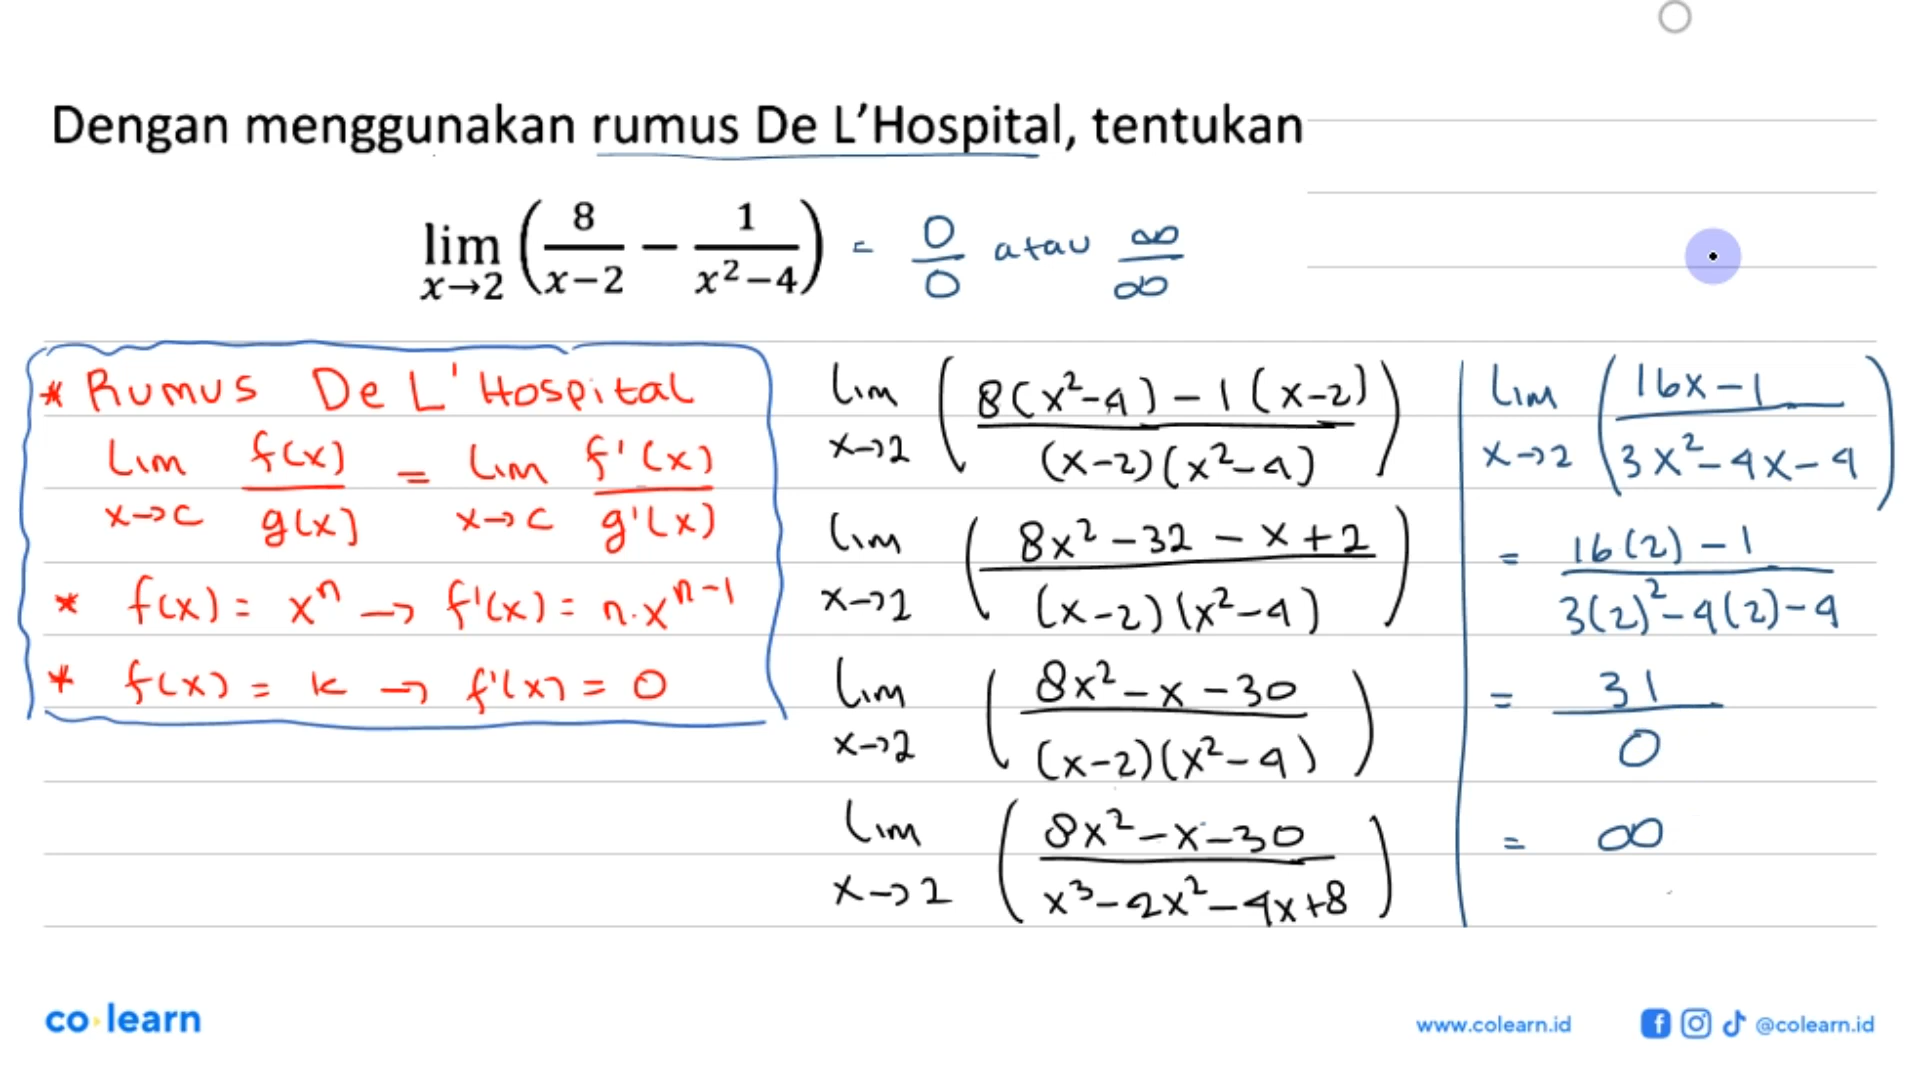 Dengan menggunakan rumus De L'Hospital, tentukan
lim x→2 (8/(x−2) − 1/(x²−4)) = 0/0 atau ∞/∞
* Rumus De L' Hospital
Lim x→c f(x)/g(x) = Lim x→c f'(x)/g'(x)
* f(x) = xⁿ → f'(x) = n.xⁿ⁻¹
* f(x) = k → f'(x) = 0
Lim x→2 ((8(x²-4) - 1(x-2))/((x-2)(x²-4)))
Lim x→2 ((8x² - 32 - x + 2)/((x-2)(x²-4)))
Lim x→2 ((8x² - x - 30)/((x-2)(x²-4)))
Lim x→2 ((8x² - x - 30)/(x³ - 2x² - 4x + 8))
Lim x→2 ((16x - 1)/(3x² - 4x - 4))
= (16(2) - 1)/(3(2)² - 4(2) - 4)
= 31/0
= ∞
co learn
www.colearn.id
@colearn.id